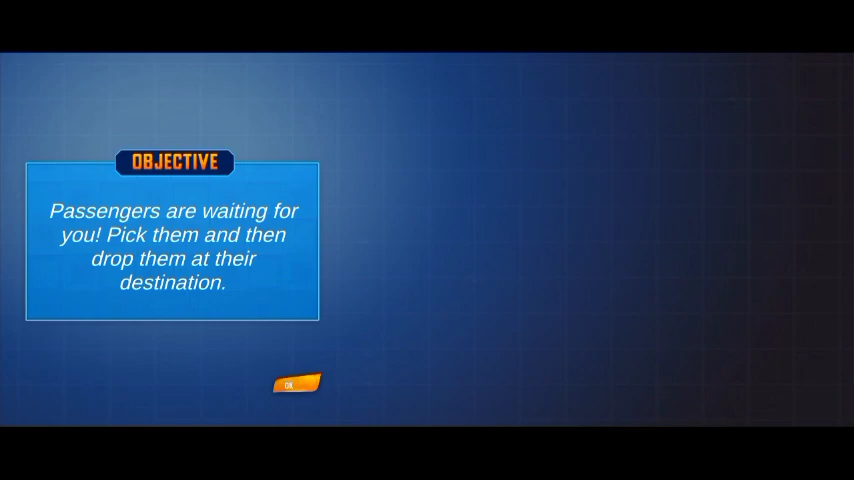 OBJECTIVE
Passengers are waiting for
you! Pick them and then
drop them at their
destination.
OK